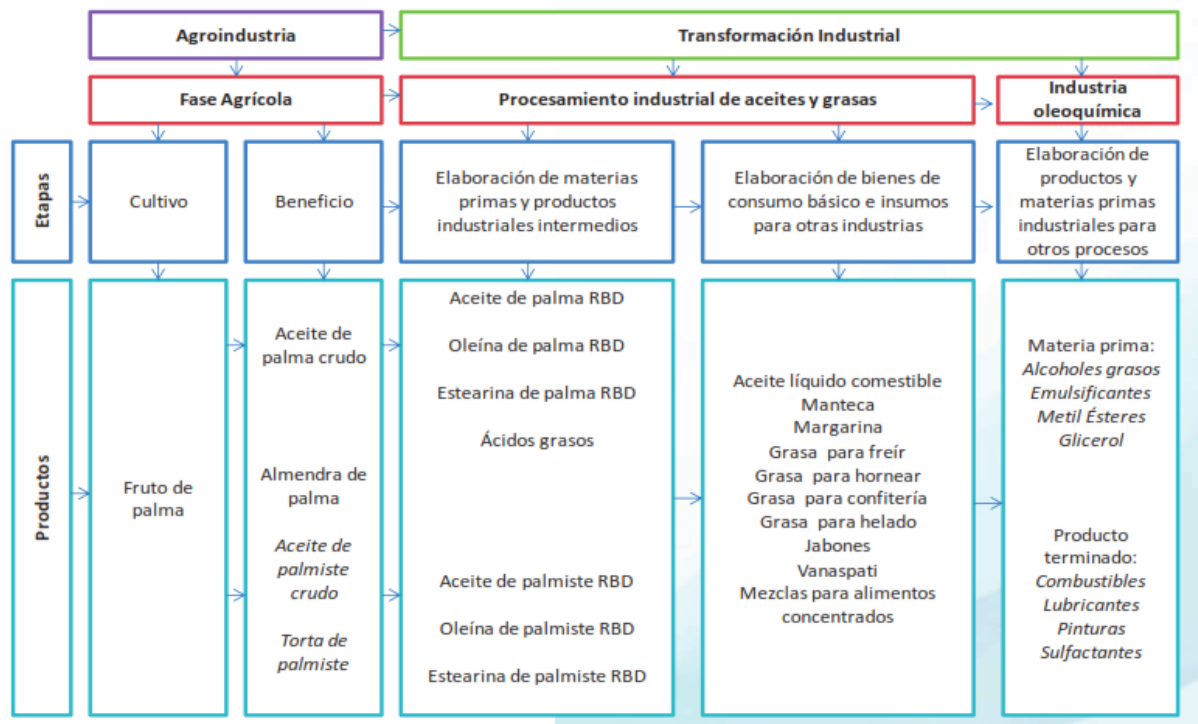 Agroindustria
Transformación Industrial
Fase Agrícola
Procesamiento industrial de aceites y grasas
Industria
oleoquímica
Etapas
Cultivo
Beneficio
Elaboración de materias
primas y productos
industriales intermedios
Elaboración de bienes de
consumo básico e insumos
para otras industrias
Elaboración de
productos y
materias primas
industriales para
otros procesos
Productos
Fruto de
palma
Aceite de
palma crudo
Almendra de
palma
Aceite de
palmiste
crudo
Torta de
palmiste
Aceite de palma RBD
Oleína de palma RBD
Estearina de palma RBD
Ácidos grasos
Aceite de palmiste RBD
Oleína de palmiste RBD
Estearina de palmiste RBD
Aceite líquido comestible
Manteca
Margarina
Grasa para freír
Grasa para hornear
Grasa para confitería
Grasa para helado
Jabones
Vanaspati
Mezclas para alimentos
concentrados
Materia prima:
Alcoholes grasos
Emulsificantes
Metil Ésteres
Glicerol
Producto
terminado:
Combustibles
Lubricantes
Pinturas
Sulfactantes